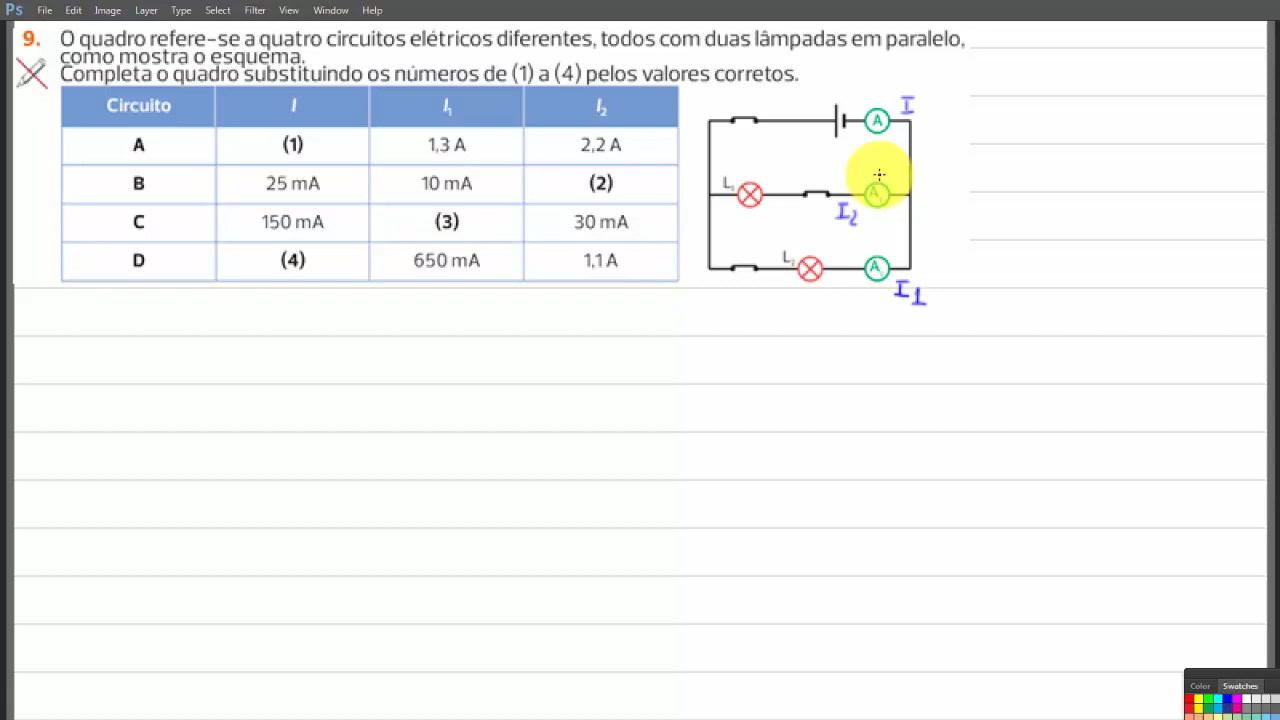 Ps File Edit Image Layer Type Select Filter View Window Help
9. O quadro refere-se a quatro circuitos elétricos diferentes, todos com duas lâmpadas em paralelo,
como mostra o esquema.
Completa o quadro substituindo os números de (1) a (4) pelos valores corretos.
Circuito I I₁ I₂
A (1) 1,3 A 2,2 A
B 25 mA 10 mA (2)
C 150 mA (3) 30 mA
D (4) 650 mA 1,1 A
I
A
L₁
A
I₂
L₂
A
I₁
Color Swatches